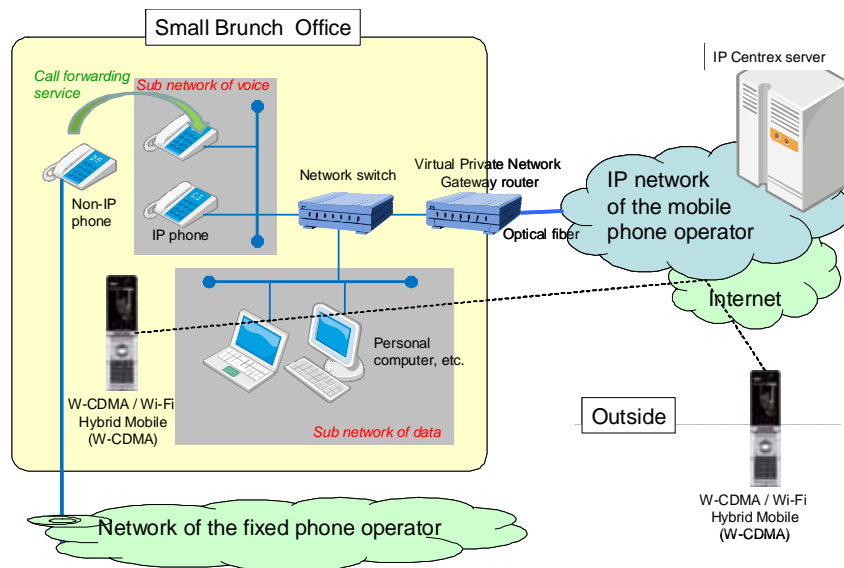 Small Brunch  Office
IP Centrex server
Call forwarding
service
Sub network of voice
Non-IP
phone
IP phone
Network switch
Virtual Private Network
Gateway router
Optical fiber
IP network
of the mobile
phone operator
Internet
Personal
computer, etc.
W-CDMA / Wi-Fi
Hybrid Mobile
(W-CDMA)
Sub network of data
Outside
W-CDMA / Wi-Fi
Hybrid Mobile
(W-CDMA)
Network of the fixed phone operator